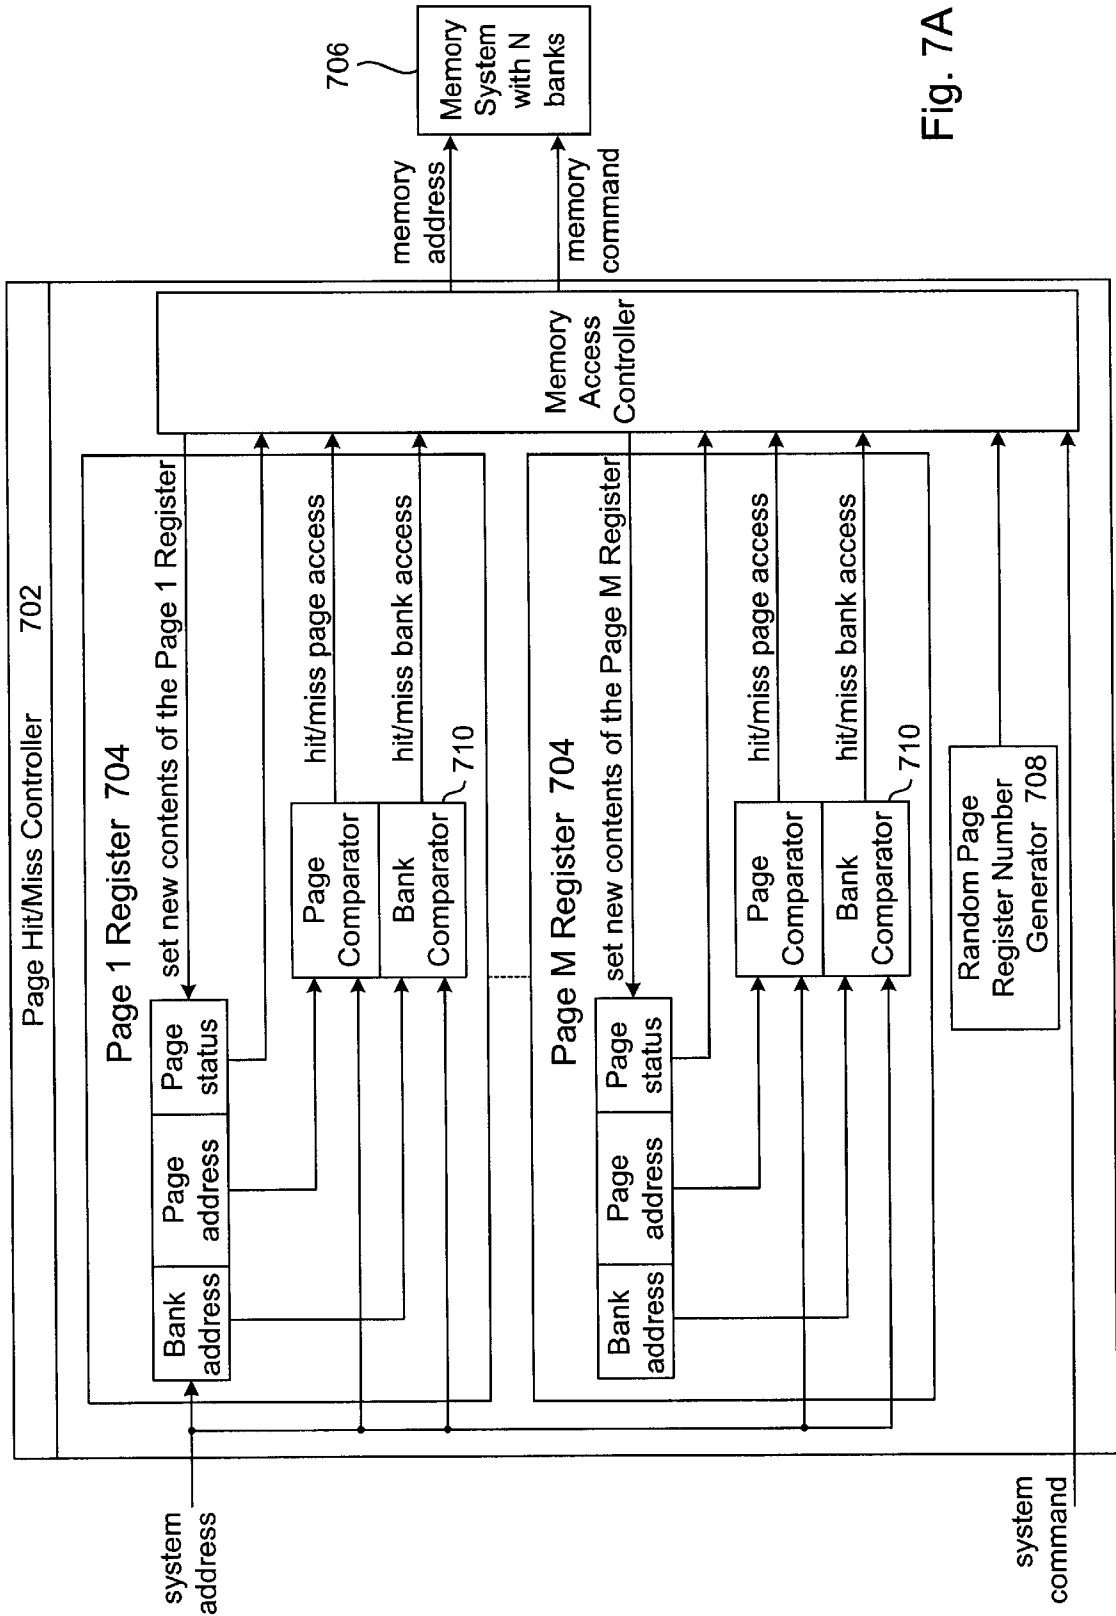 Page Hit/Miss Controller 702
system
address
Page 1 Register 704
Bank
address
Page
address
Page
status
set new contents of the Page 1 Register
Page
Comparator
Bank
Comparator
710
hit/miss page access
hit/miss bank access
Page M Register 704
Bank
address
Page
address
Page
status
set new contents of the Page M Register
Page
Comparator
Bank
Comparator
710
hit/miss page access
hit/miss bank access
Random Page
Register Number
Generator 708
system
command
Memory
Access
Controller
memory
address
memory
command
706
Memory
System
with N
banks
Fig. 7A